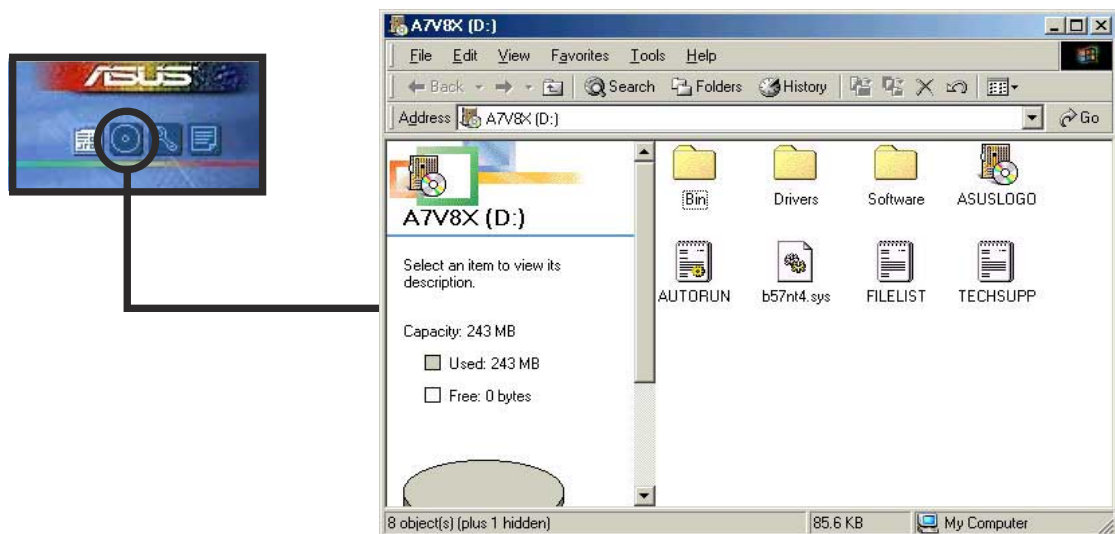 ASUS
A7V8X (D:)
File Edit View Favorites Tools Help
Back Search Folders History
Address A7V8X (D:) Go
A7V8X (D:)
Select an item to view its
description.
Capacity: 243 MB
Used: 243 MB
Free: 0 bytes
Bin Drivers Software ASUSLOGO
AUTORUN b57nt4.sys FILELIST TECHSUPP
8 object(s) (plus 1 hidden) 85.6 KB My Computer